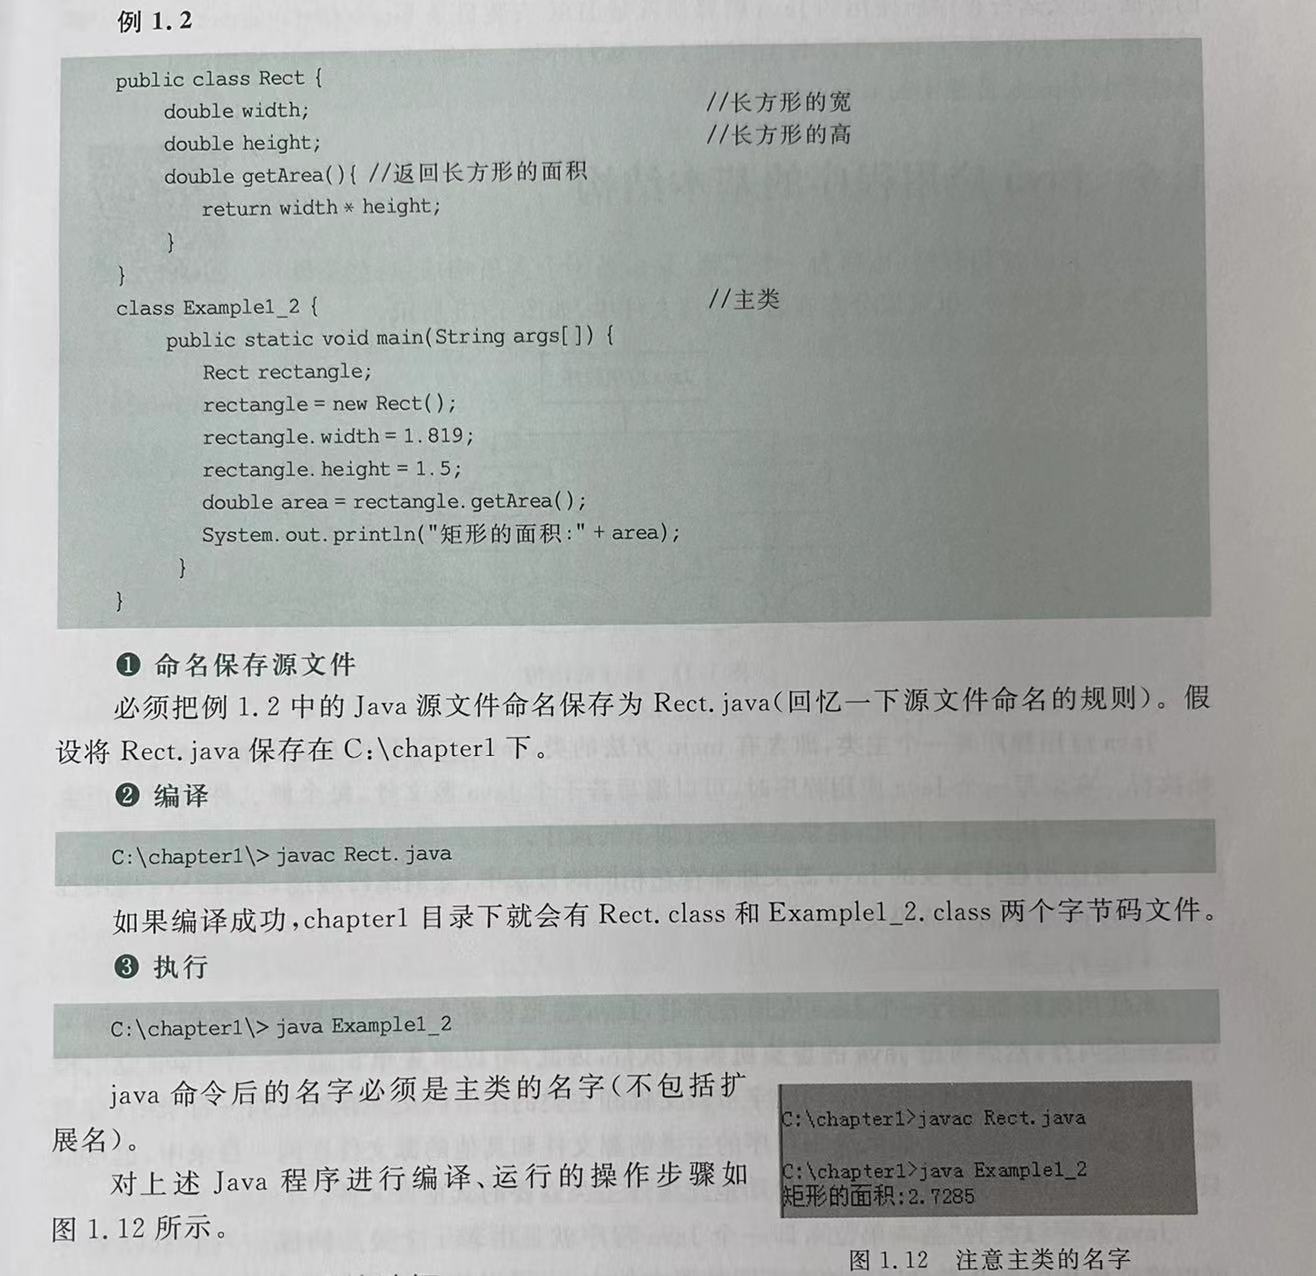 例 1.2
public class Rect {
double width; //长方形的宽
double height; //长方形的高
double getArea(){ //返回长方形的面积
return width * height;
}
}
class Example1_2 { //主类
public static void main(String args[]) {
Rect rectangle;
rectangle = new Rect();
rectangle.width = 1.819;
rectangle.height = 1.5;
double area = rectangle.getArea();
System.out.println("矩形的面积:" + area);
}
}
❶ 命名保存源文件
必须把例 1.2 中的 Java 源文件命名保存为 Rect.java(回忆一下源文件命名的规则)。假
设将 Rect.java 保存在 C:\chapter1 下。
❷ 编译
C:\chapter1\> javac Rect.java
如果编译成功,chapter1 目录下就会有 Rect.class 和 Example1_2.class 两个字节码文件。
❸ 执行
C:\chapter1\> java Example1_2
java 命令后的名字必须是主类的名字(不包括扩
展名)。
对上述 Java 程序进行编译、运行的操作步骤如
图 1.12 所示。
C:\chapter1>javac Rect.java
C:\chapter1>java Example1_2
矩形的面积:2.7285
图 1.12 注意主类的名字